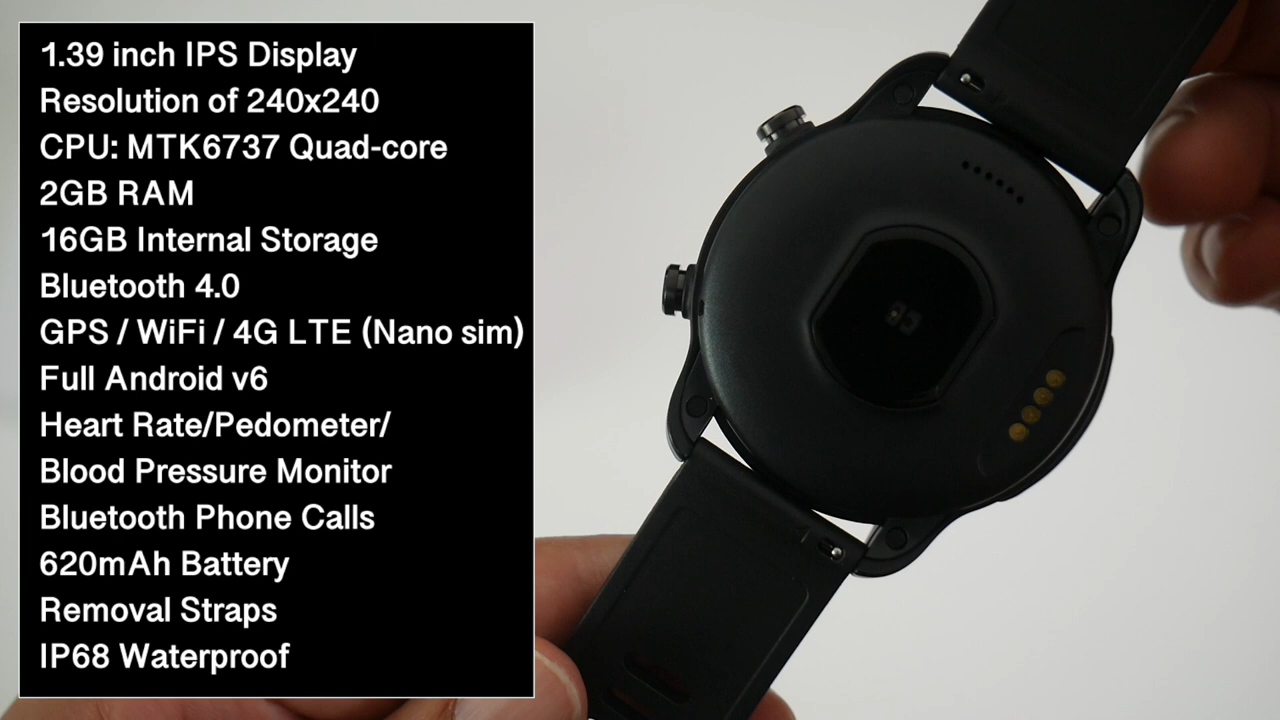 1.39 inch IPS Display
Resolution of 240x240
CPU: MTK6737 Quad-core
2GB RAM
16GB Internal Storage
Bluetooth 4.0
GPS / WiFi / 4G LTE (Nano sim)
Full Android v6
Heart Rate/Pedometer/
Blood Pressure Monitor
Bluetooth Phone Calls
620mAh Battery
Removal Straps
IP68 Waterproof